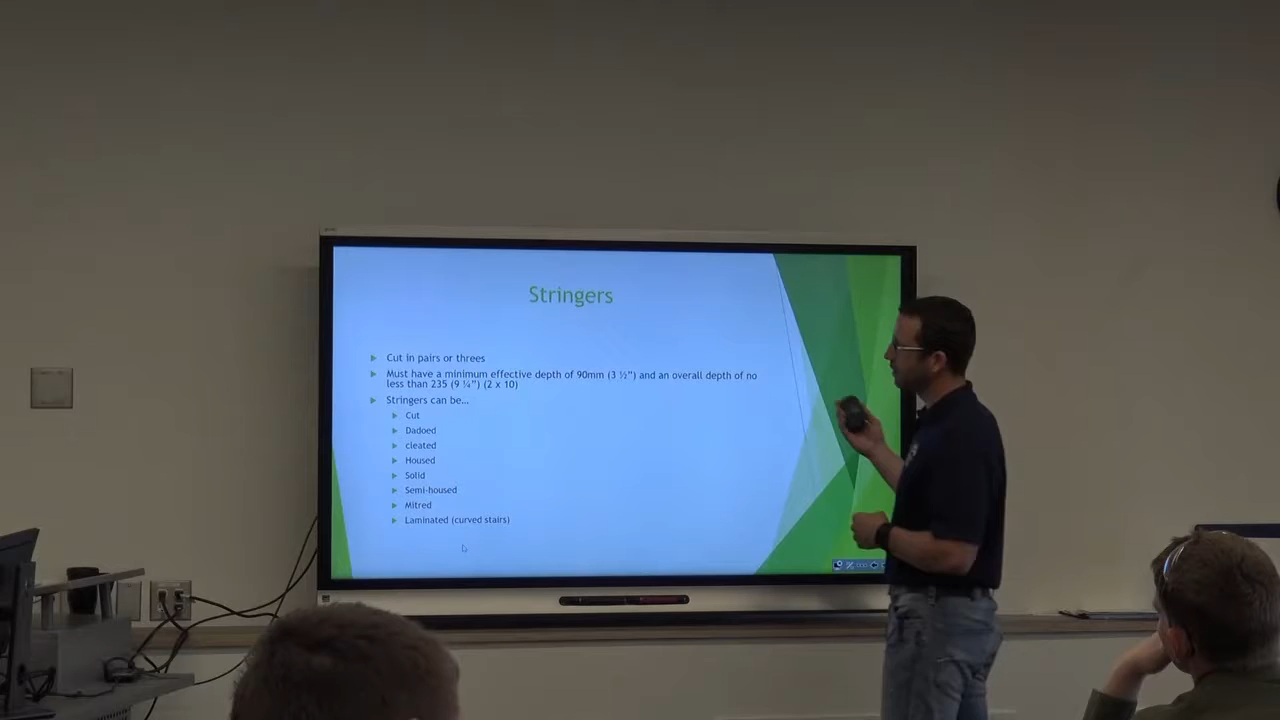 Stringers
Cut in pairs or threes
Must have a minimum effective depth of 90mm (3 ½”) and an overall depth of no
less than 235 (9 ¼”) (2 x 10)
Stringers can be…
Cut
Dadoed
cleated
Housed
Solid
Semi-housed
Mitred
Laminated (curved stairs)